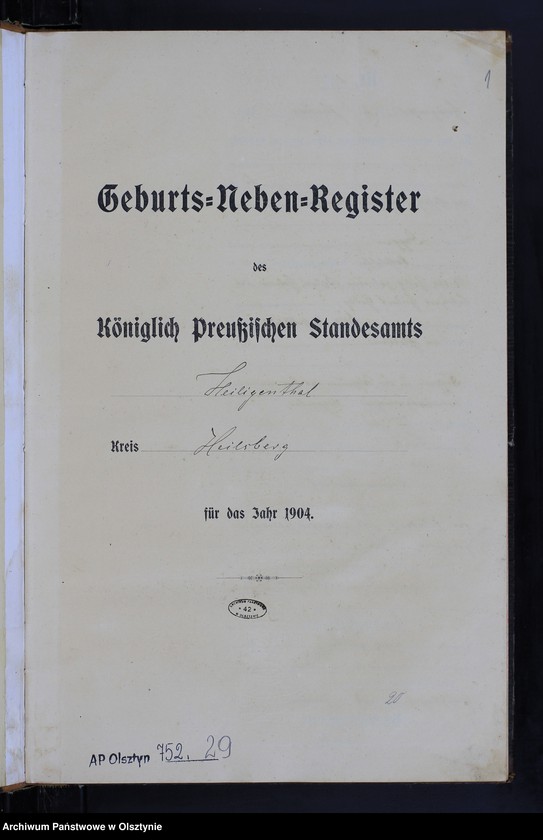 1
Geburts=Neben=Register
des
Königlich Preußischen Standesamts
Heiligenthal
Kreis Heilsberg
für das Jahr 1904.
42
20
AP Olsztyn 752. 29
Archiwum Państwowe w Olsztynie